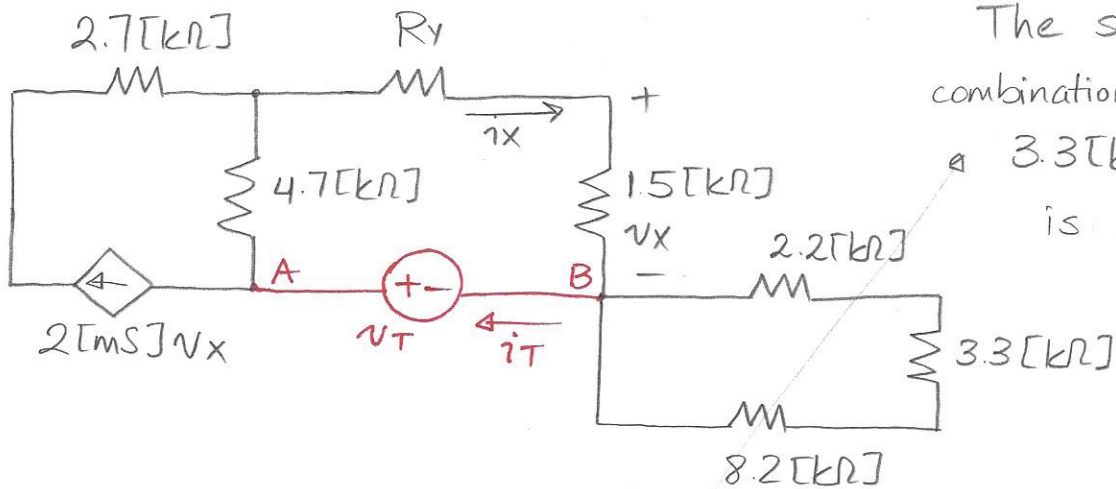 The s
2.7[kΩ]
Ry
combination
+
ix
3.3[k
4.7[kΩ]
1.5[kΩ]
is
vx
2.2[kΩ]
A
B
-
+-
2[mS]vx
vT
iT
3.3[kΩ]
8.2[kΩ]